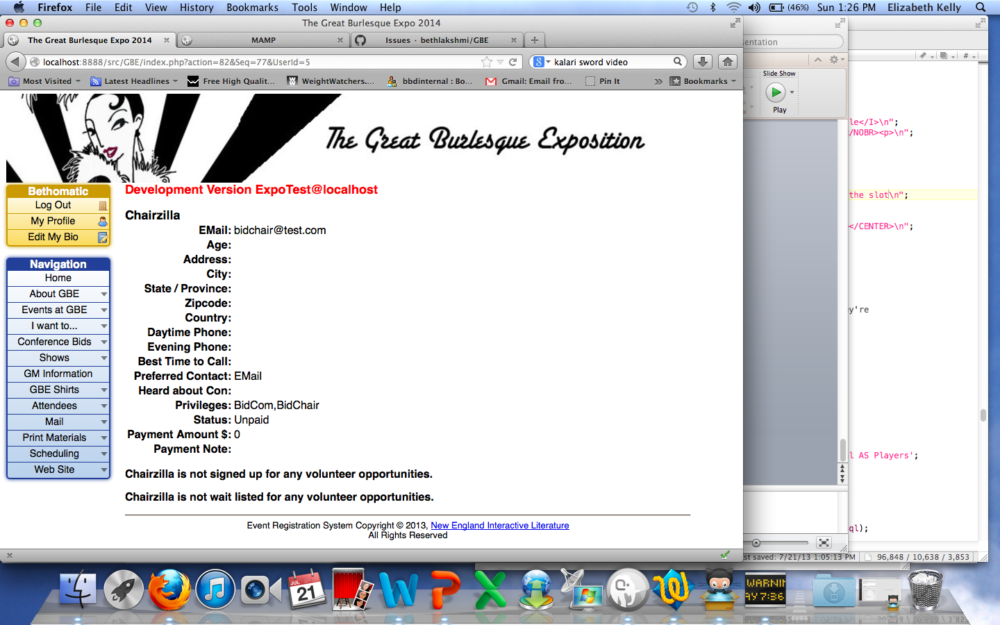 Firefox File Edit View History Bookmarks Tools Window Help (46%) Sun 1:26 PM Elizabeth Kelly
The Great Burlesque Expo 2014
The Great Burlesque Expo 2014 MAMP Issues · bethlakshmi/GBE
localhost:8888/src/GBE/index.php?action=82&Seq=77&UserId=5 kalari sword video
Most Visited Latest Headlines Free High Qualit... WeightWatchers.... bbdinternal : Bo... Gmail: Email fro... Pin It Bookmarks
The Great Burlesque Exposition
Bethomatic
Log Out
My Profile
Edit My Bio
Navigation
Home
About GBE
Events at GBE
I want to...
Conference Bids
Shows
GM Information
GBE Shirts
Attendees
Mail
Print Materials
Scheduling
Web Site
Development Version ExpoTest@localhost
Chairzilla
EMail: bidchair@test.com
Age:
Address:
City:
State / Province:
Zipcode:
Country:
Daytime Phone:
Evening Phone:
Best Time to Call:
Preferred Contact: EMail
Heard about Con:
Privileges: BidCom,BidChair
Status: Unpaid
Payment Amount $: 0
Payment Note:
Chairzilla is not signed up for any volunteer opportunities.
Chairzilla is not wait listed for any volunteer opportunities.
Event Registration System Copyright © 2013, New England Interactive Literature
All Rights Reserved
entation
Slide Show
Play
le</I>\n";
/NOBR><p>\n";
the slot\n";
></CENTER>\n";
y're
l AS Players';
ql);
st saved: 7/21/13 1:05:13 PM 96,848 / 10,638 / 3,853
JUL
21
WARNIN
AY 7:36